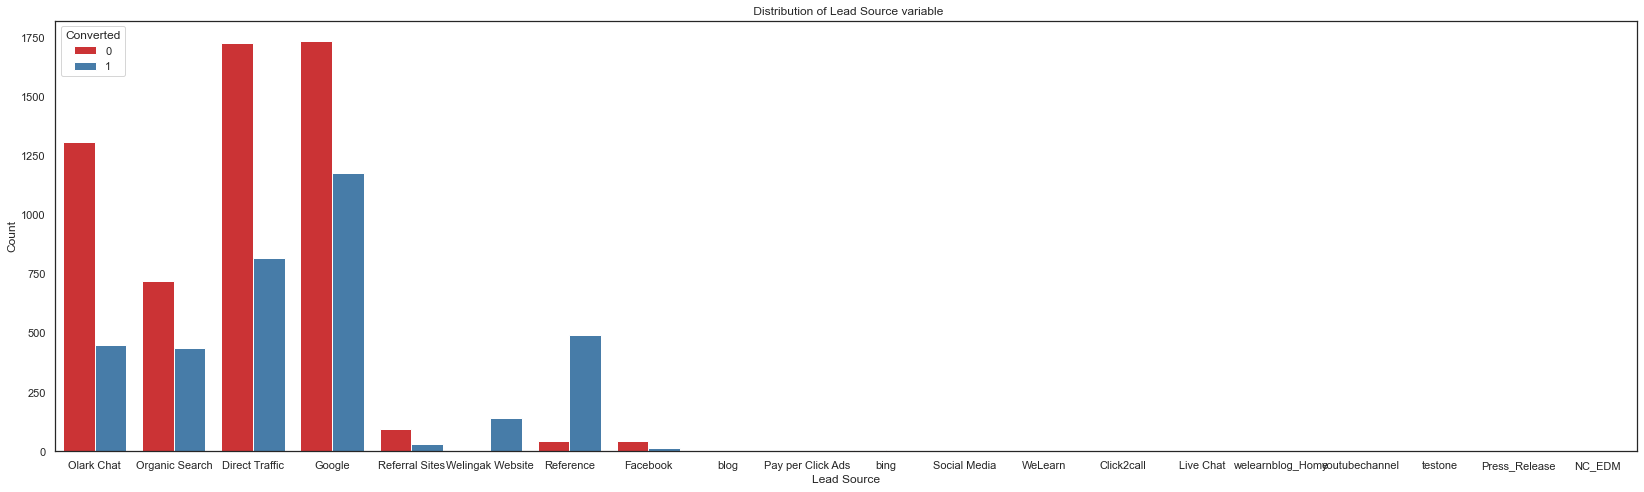 Distribution of Lead Source variable
Converted
0
1
1750
1500
1250
1000
750
500
250
0
Count
Olark Chat Organic Search Direct Traffic Google Referral Sites Welingak Website Reference Facebook blog Pay per Click Ads bing Social Media WeLearn Click2call Live Chat welearnblog_Home youtubechannel testone Press_Release NC_EDM
Lead Source